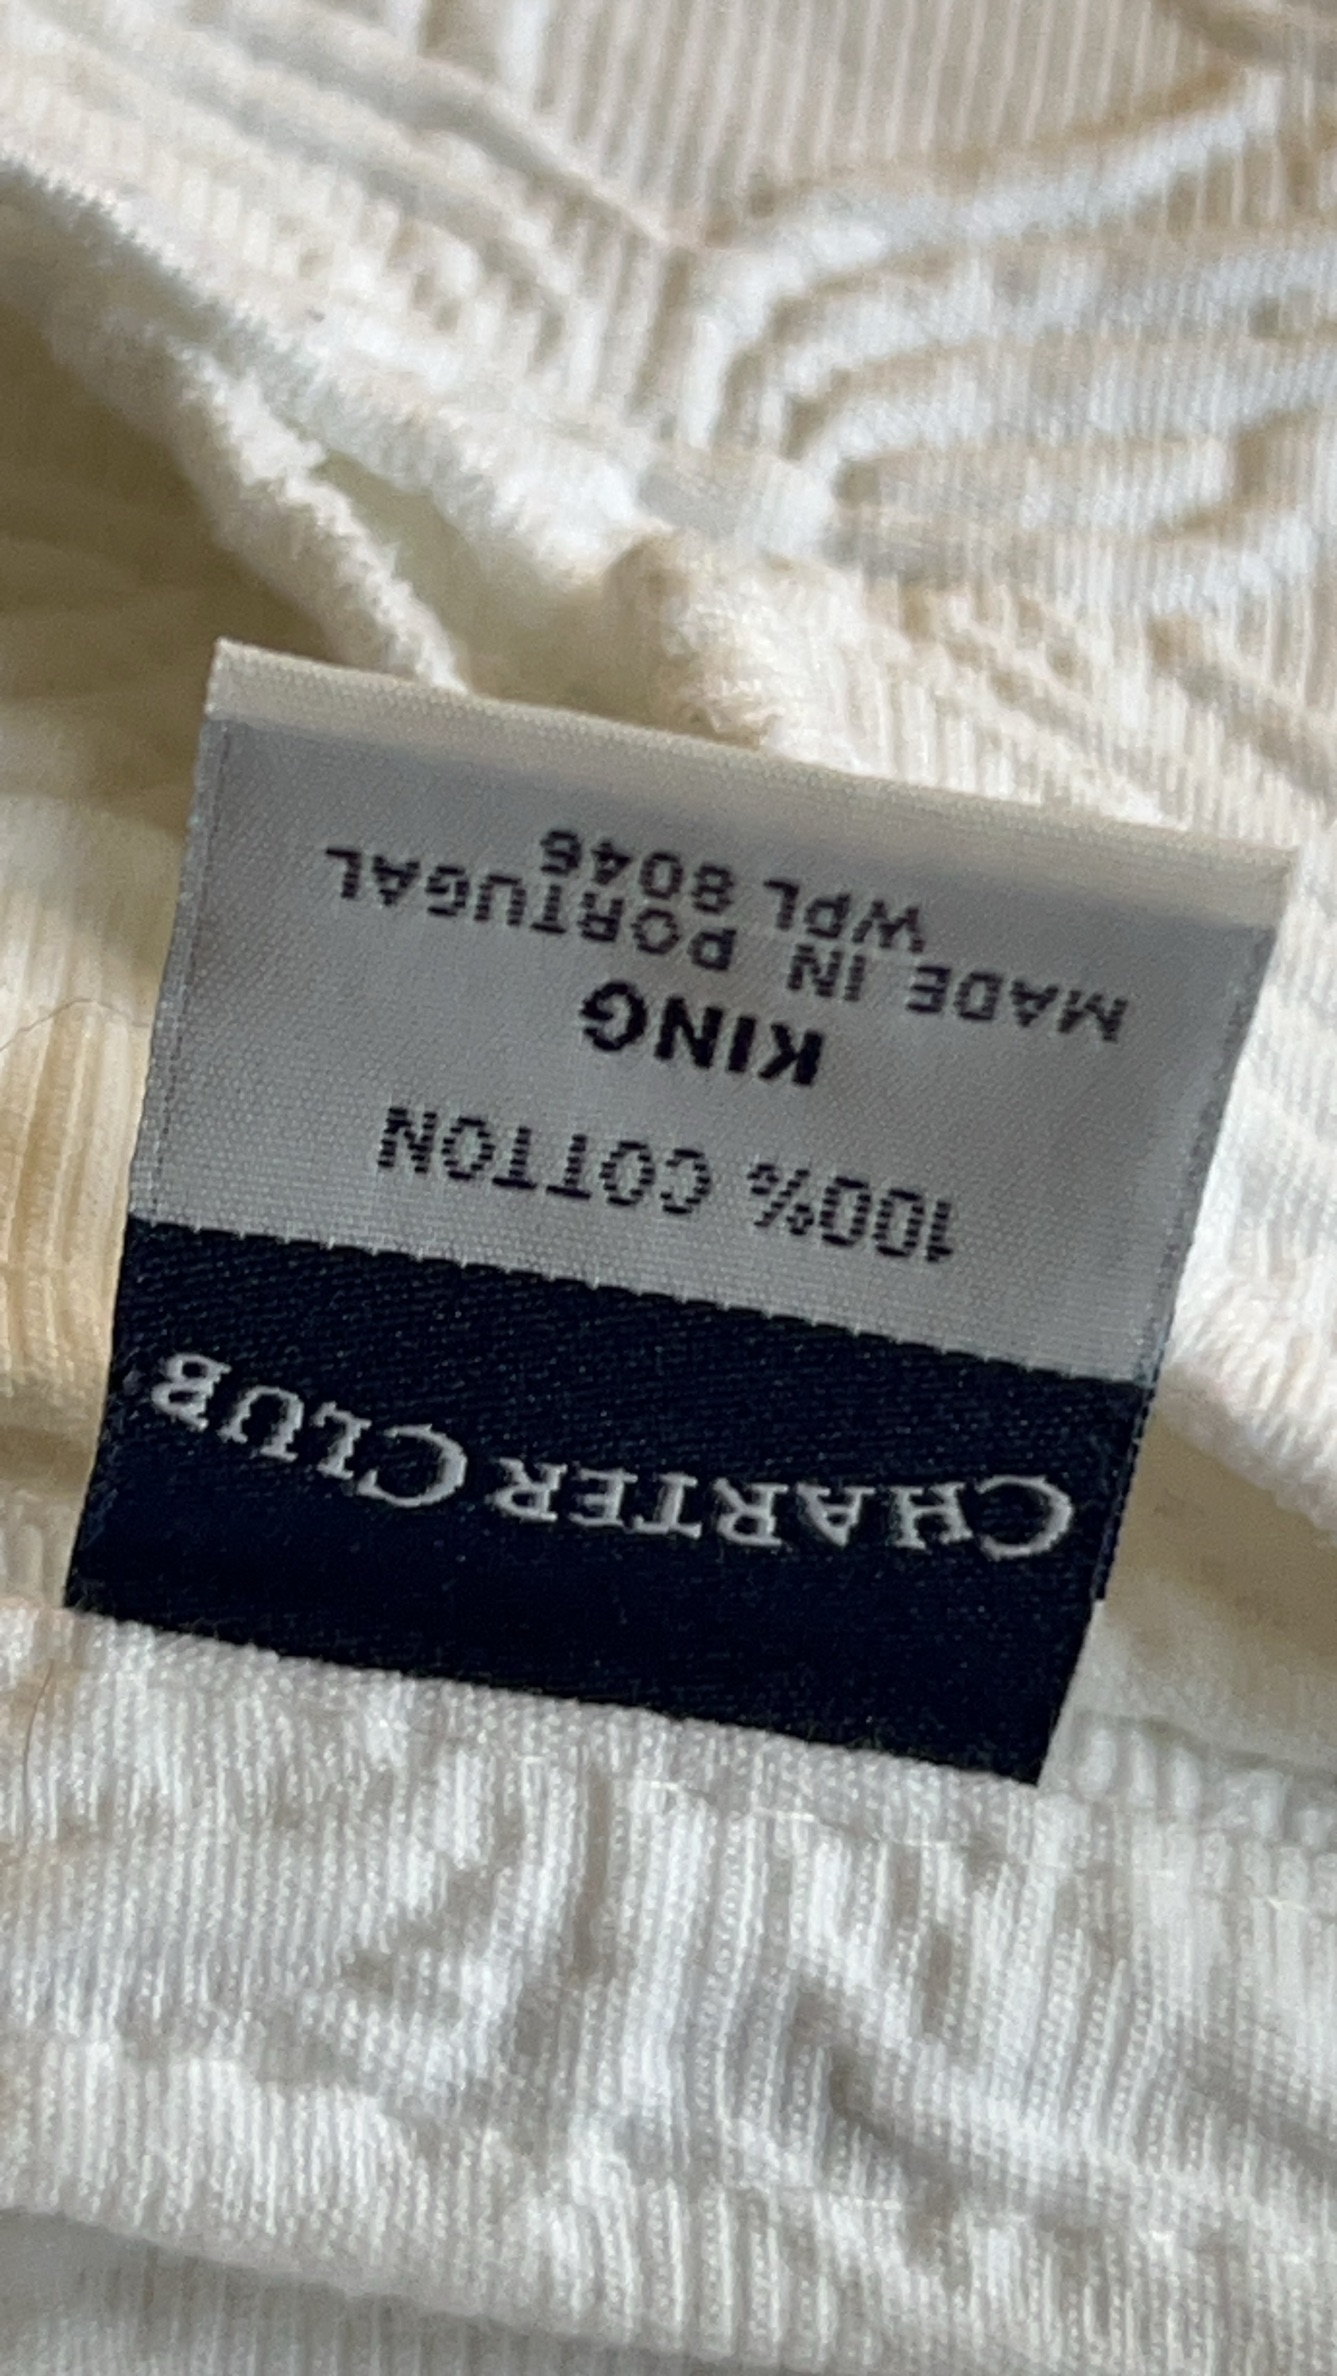 CHARTER CLUB
100% COTTON
KING
MADE IN PORTUGAL
WPL 8046